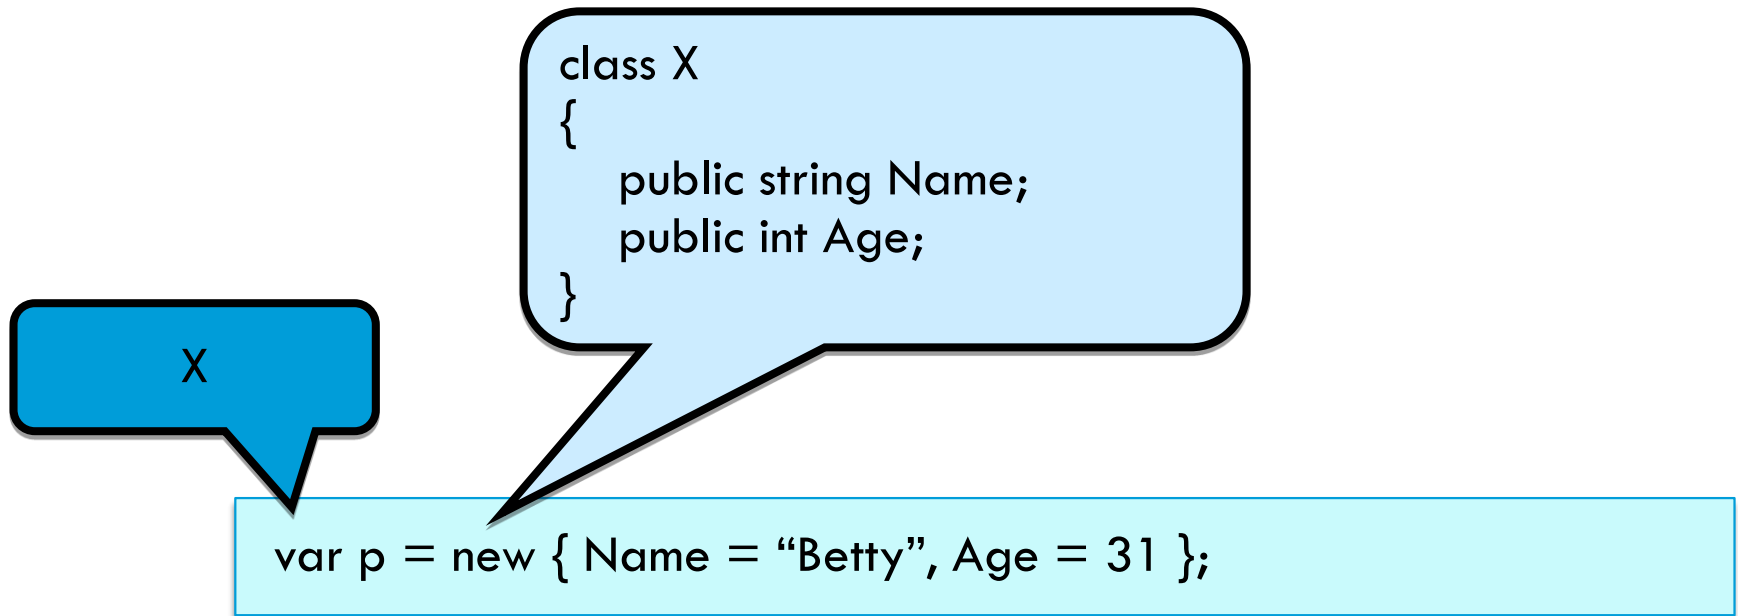 class X
{
public string Name;
public int Age;
}
X
var p = new { Name = “Betty”, Age = 31 };